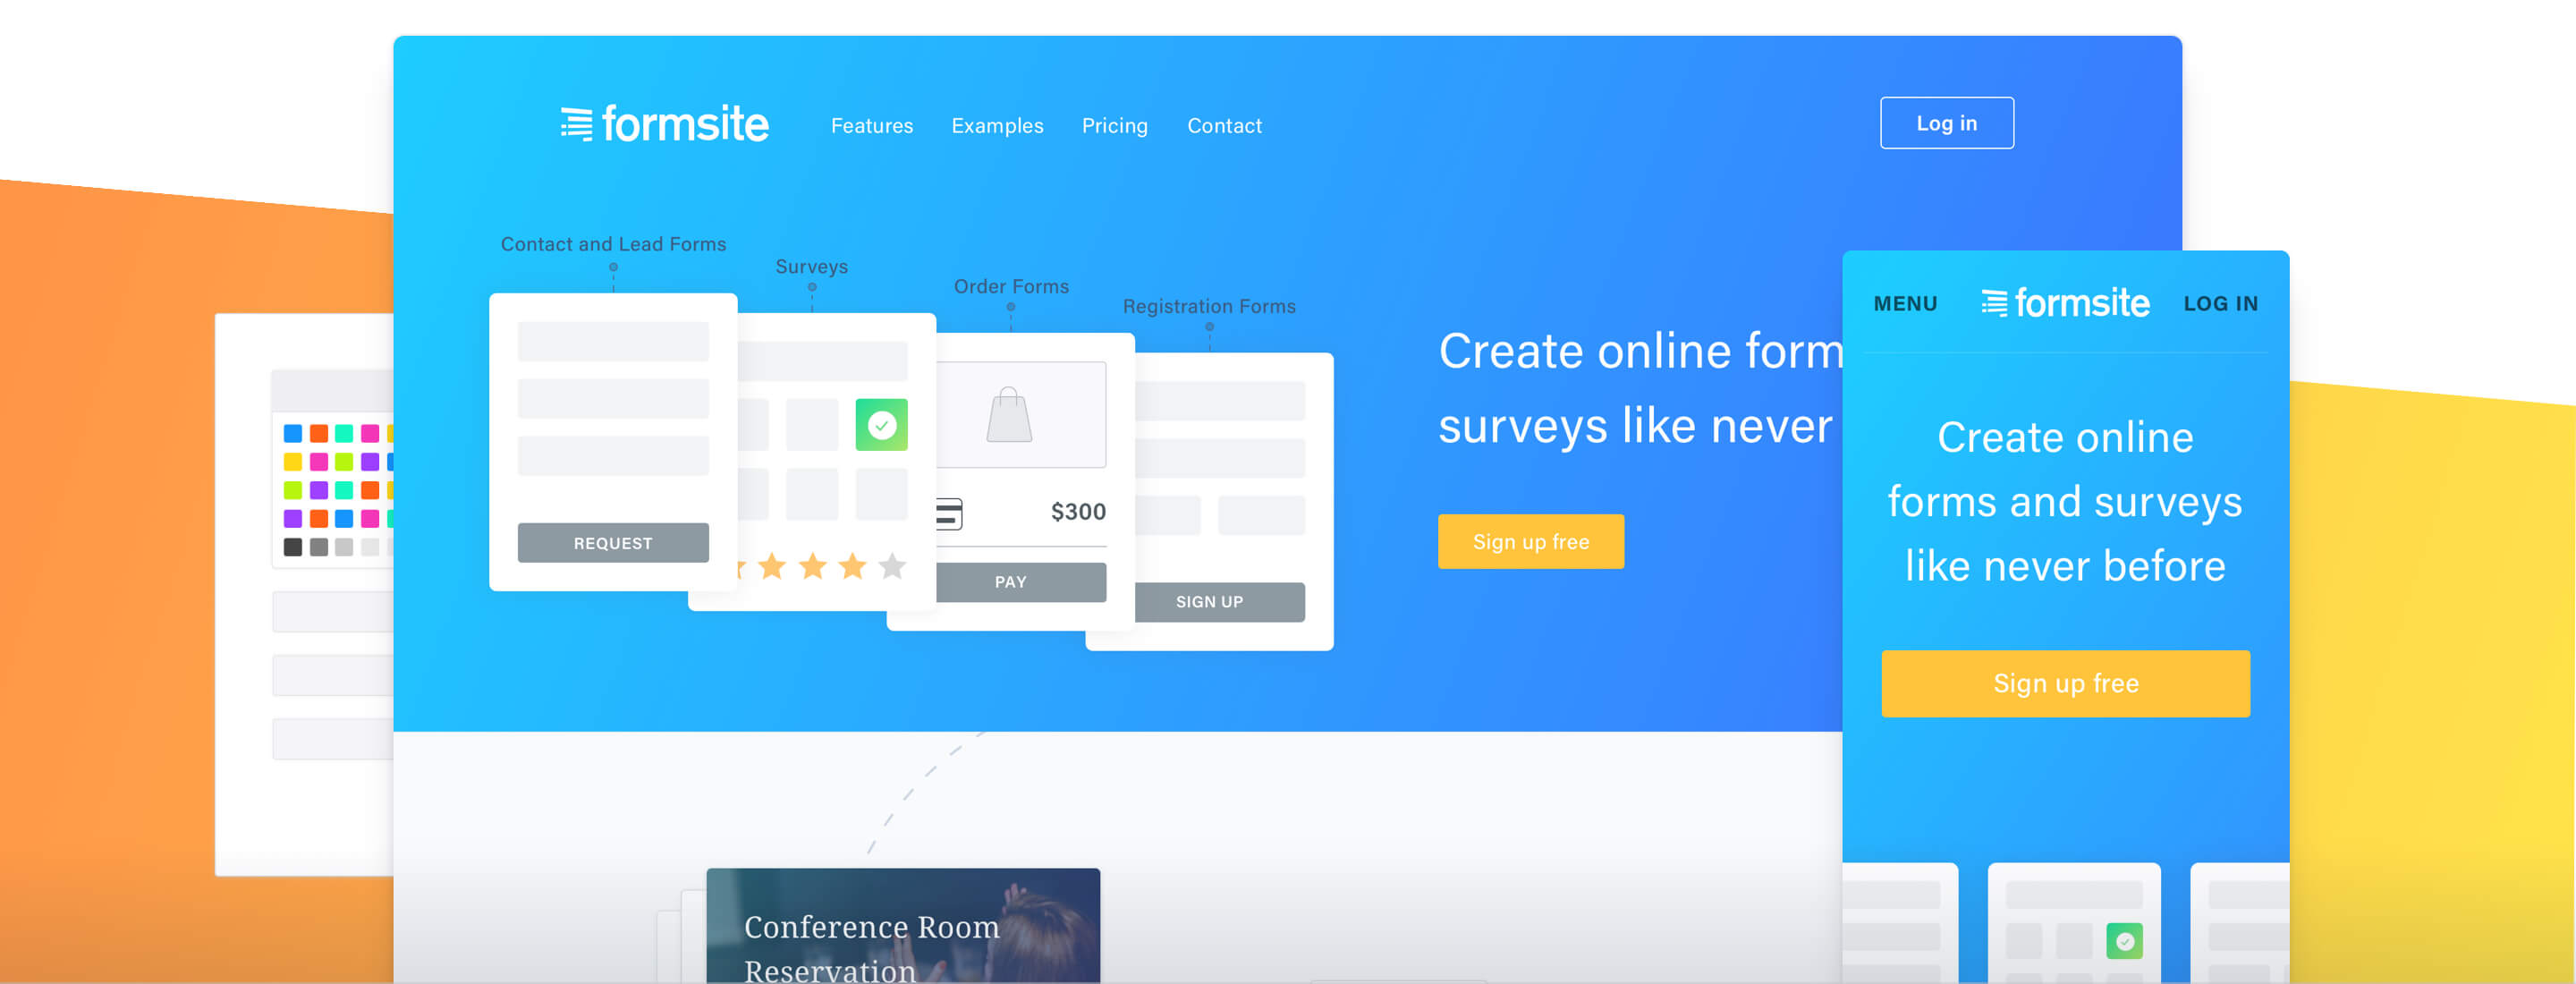 formsite
Features
Examples
Pricing
Contact
Log in
Contact and Lead Forms
Surveys
Order Forms
Registration Forms
REQUEST
$300
PAY
SIGN UP
Create online form
surveys like never
Sign up free
MENU
formsite
LOG IN
Create online
forms and surveys
like never before
Sign up free
Conference Room
Reservation